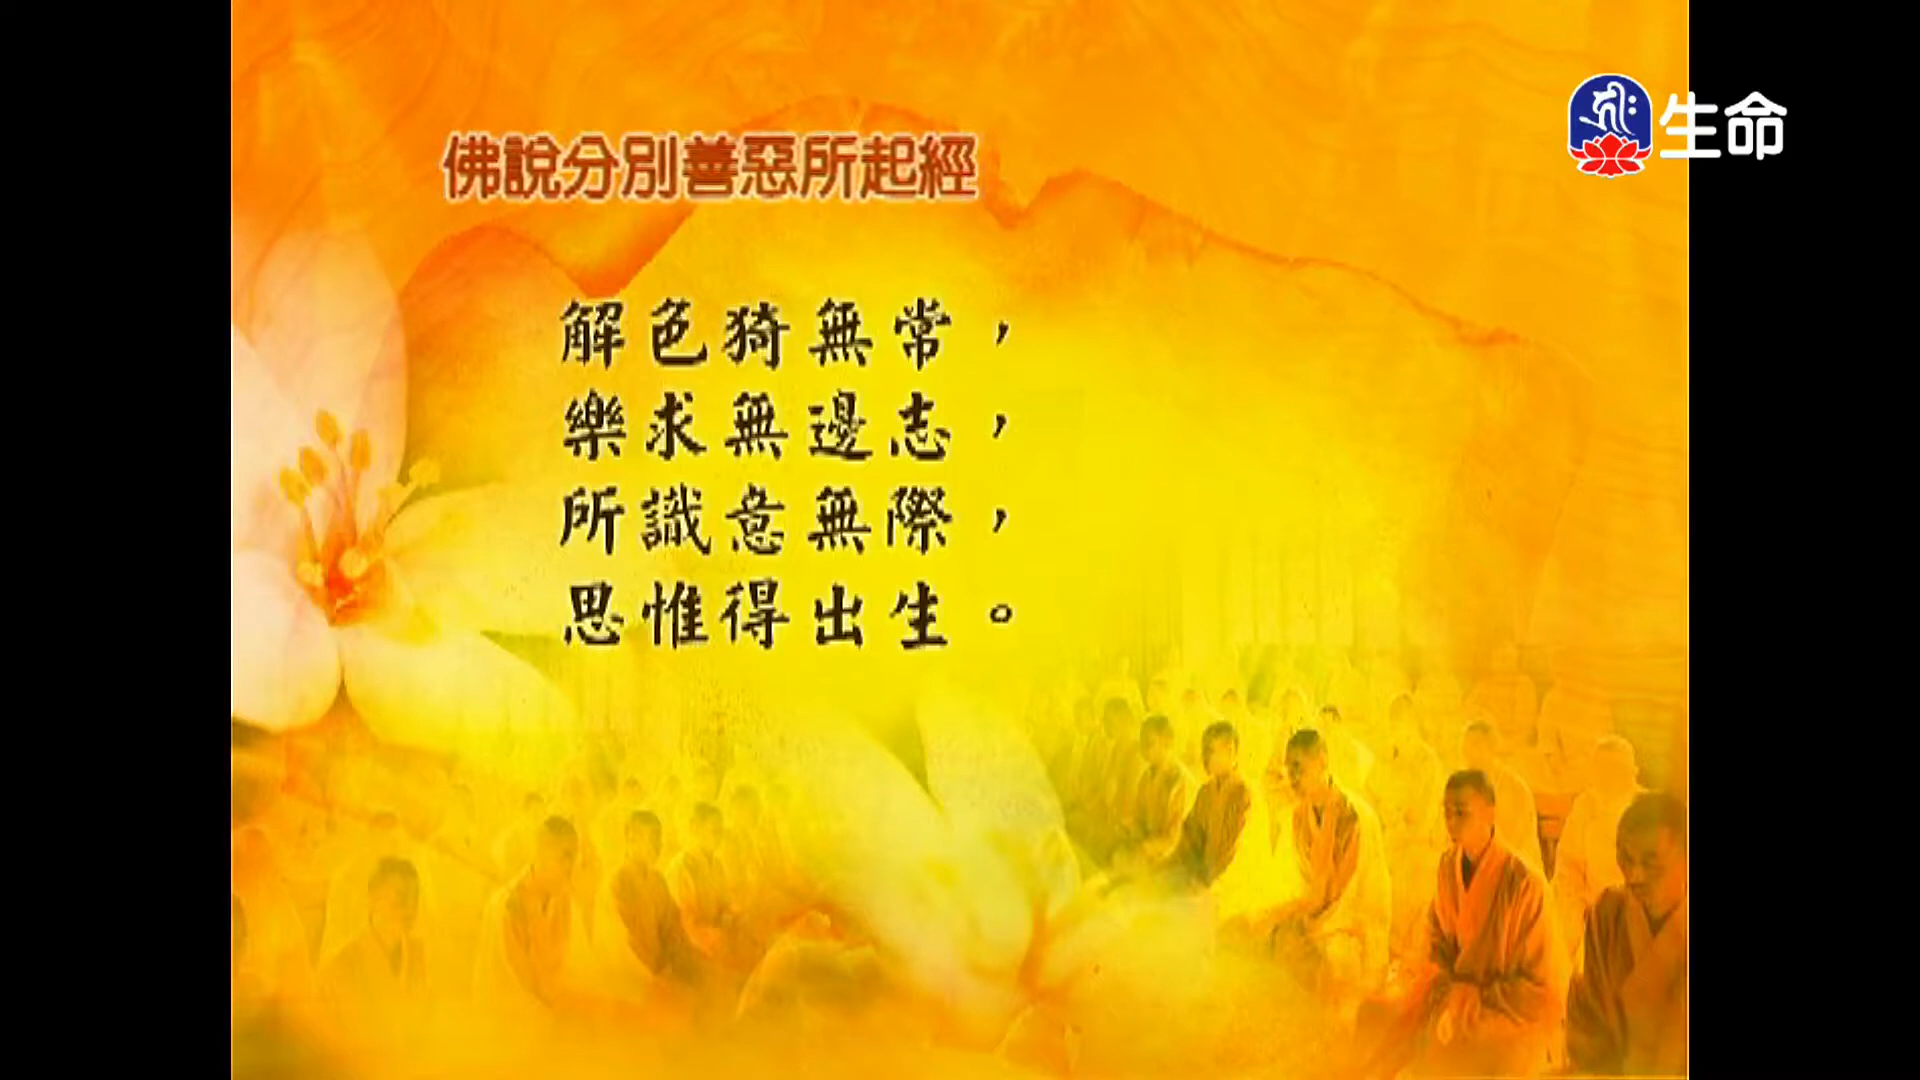 生命
佛說分別善惡所起經
解色猗無常，
樂求無邊志，
所識意無際，
思惟得出生。